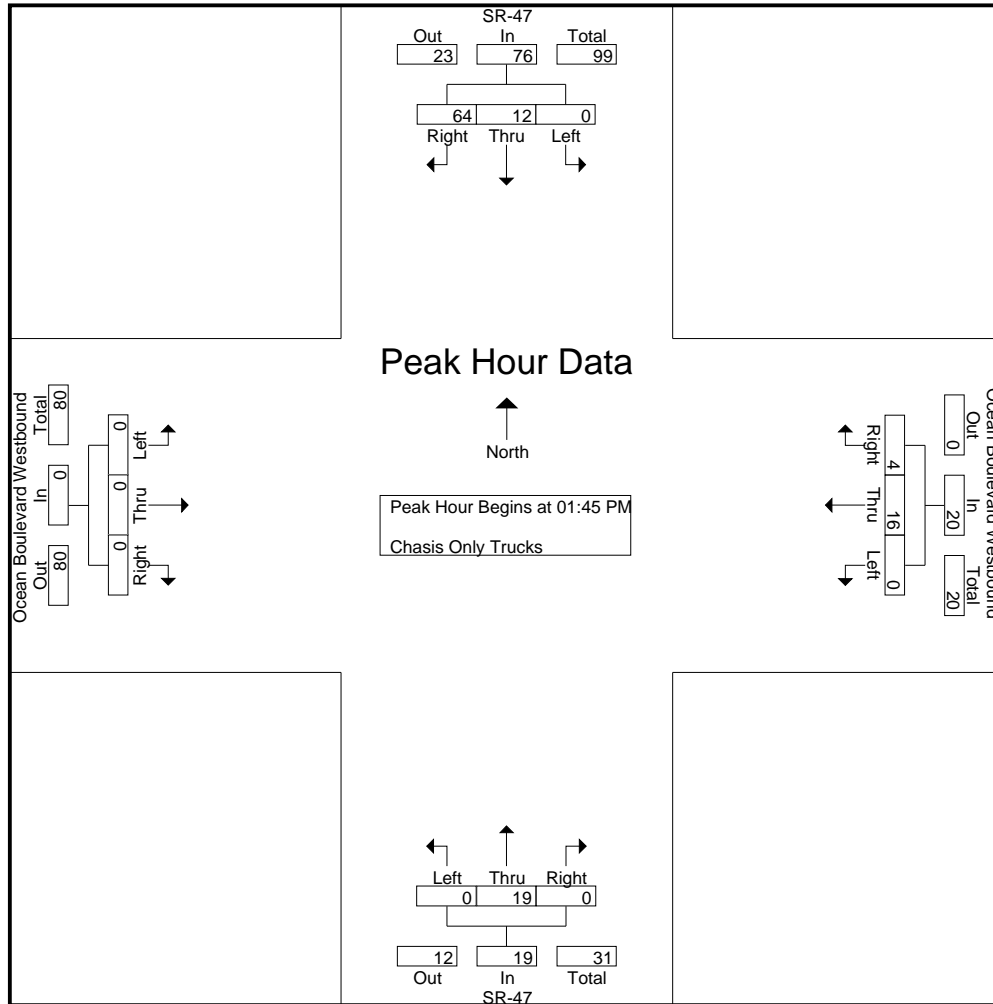 SR-47
Out In Total
23 76 99
64 12 0
Right Thru Left
Peak Hour Data
North
Peak Hour Begins at 01:45 PM
Chasis Only Trucks
Ocean Boulevard Westbound
Total In Out
80 0 80
0 0 0
Left Thru Right
Ocean Boulevard Westbound
Out In Total
0 20 20
4 16 0
Right Thru Left
Left Thru Right
0 19 0
12 19 31
Out In Total
SR-47